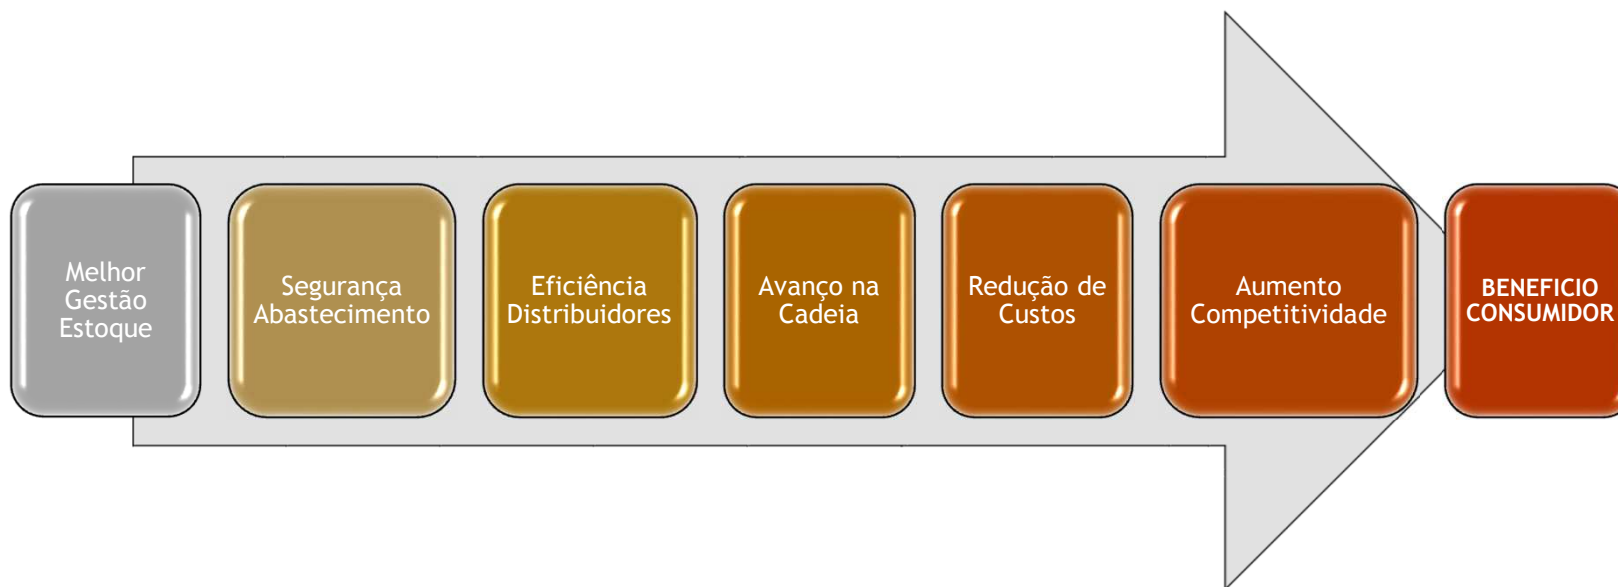 Melhor
Gestão
Estoque
Segurança
Abastecimento
Eficiência
Distribuidores
Avanço na
Cadeia
Redução de
Custos
Aumento
Competitividade
BENEFICIO
CONSUMIDOR